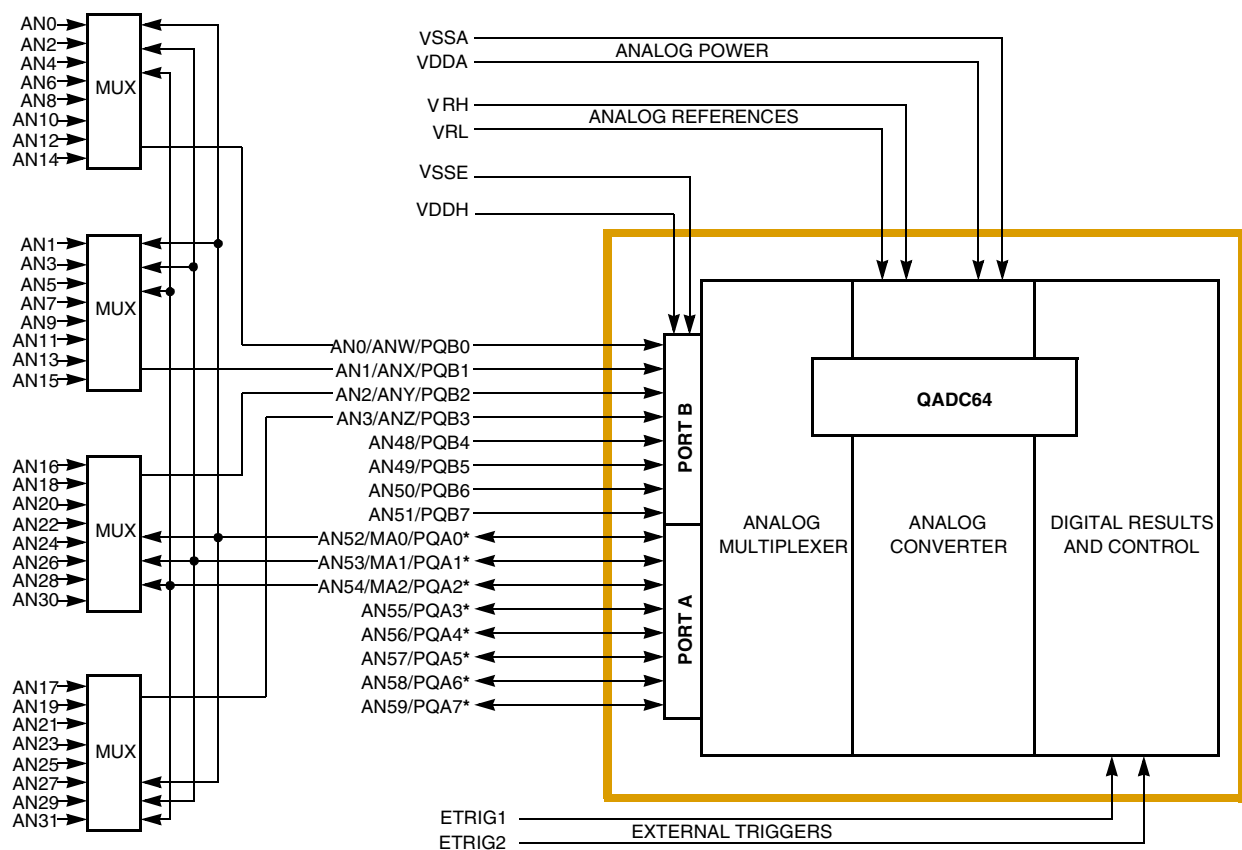 AN0
AN2
AN4
AN6
AN8
AN10
AN12
AN14
MUX
AN1
AN3
AN5
AN7
AN9
AN11
AN13
AN15
MUX
AN16
AN18
AN20
AN22
AN24
AN26
AN28
AN30
MUX
AN17
AN19
AN21
AN23
AN25
AN27
AN29
AN31
MUX
VSSA
ANALOG POWER
VDDA
VRH
ANALOG REFERENCES
VRL
VSSE
VDDH
AN0/ANW/PQB0
AN1/ANX/PQB1
AN2/ANY/PQB2
AN3/ANZ/PQB3
AN48/PQB4
AN49/PQB5
AN50/PQB6
AN51/PQB7
AN52/MA0/PQA0*
AN53/MA1/PQA1*
AN54/MA2/PQA2*
AN55/PQA3*
AN56/PQA4*
AN57/PQA5*
AN58/PQA6*
AN59/PQA7*
PORT B
PORT A
QADC64
ANALOG
MULTIPLEXER
ANALOG
CONVERTER
DIGITAL RESULTS
AND CONTROL
ETRIG1
EXTERNAL TRIGGERS
ETRIG2